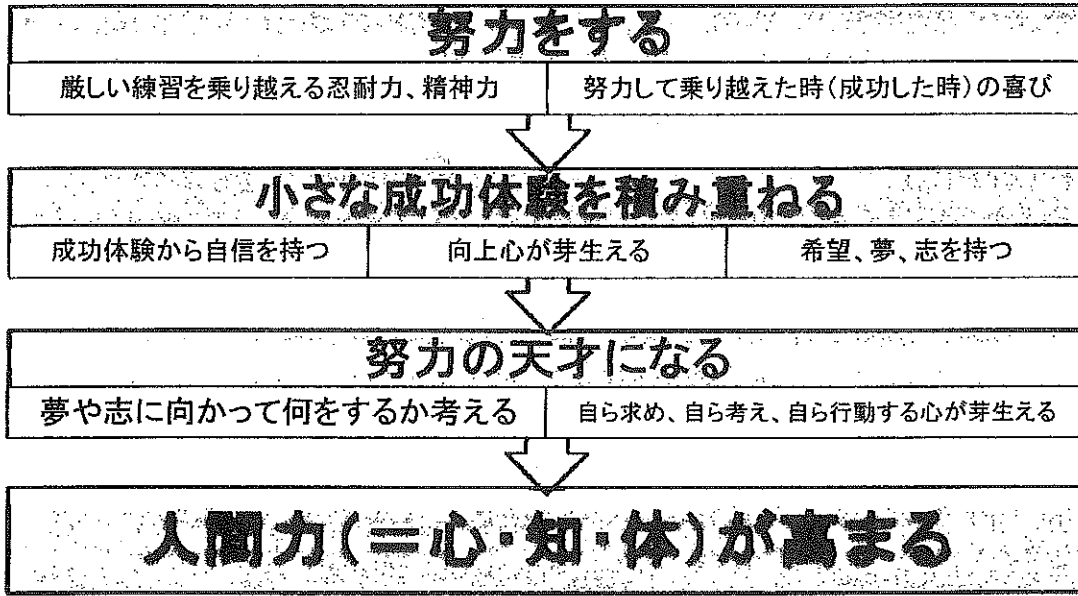 努力をする
厳しい練習を乗り越える忍耐力、精神力
努力して乗り越えた時(成功した時)の喜び
小さな成功体験を積み重ねる
成功体験から自信を持つ
向上心が芽生える
希望、夢、志を持つ
努力の天才になる
夢や志に向かって何をするか考える
自ら求め、自ら考え、自ら行動する心が芽生える
人間力(=心・知・体)が高まる